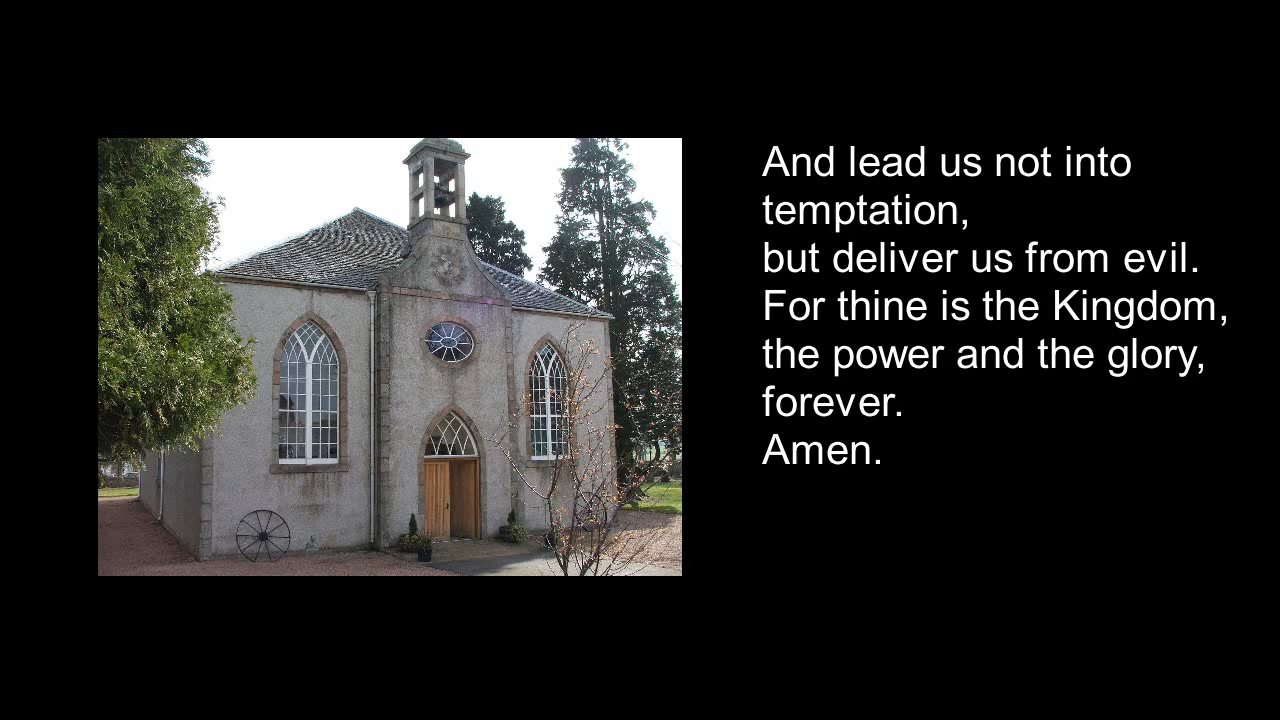 And lead us not into
temptation,
but deliver us from evil.
For thine is the Kingdom,
the power and the glory,
forever.
Amen.